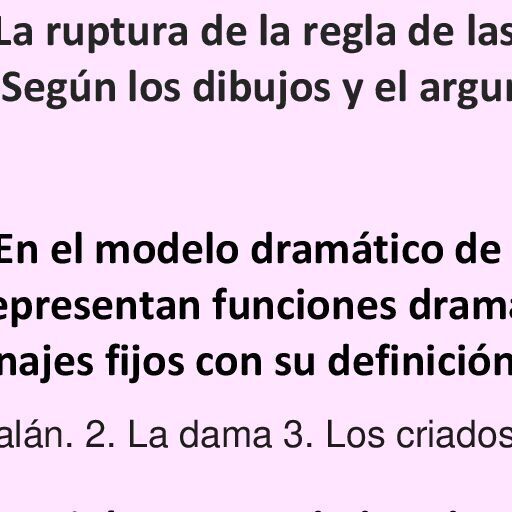 La ruptura de la regla de las
Según los dibujos y el argu
En el modelo dramático de
epresentan funciones dram
najes fijos con su definición
alán. 2. La dama 3. Los criados